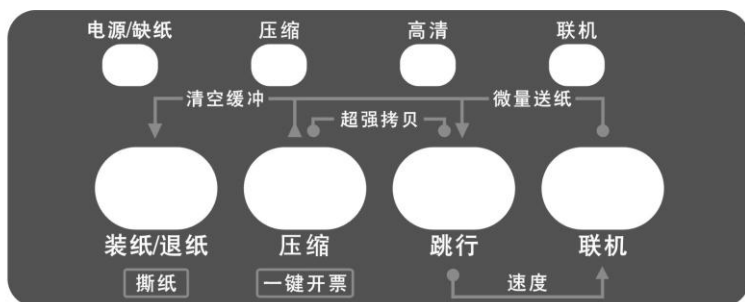 电源/缺纸 压缩 高清 联机
清空缓冲 微量送纸
超强拷贝
装纸/退纸 压缩 跳行 联机
撕纸 一键开票 速度